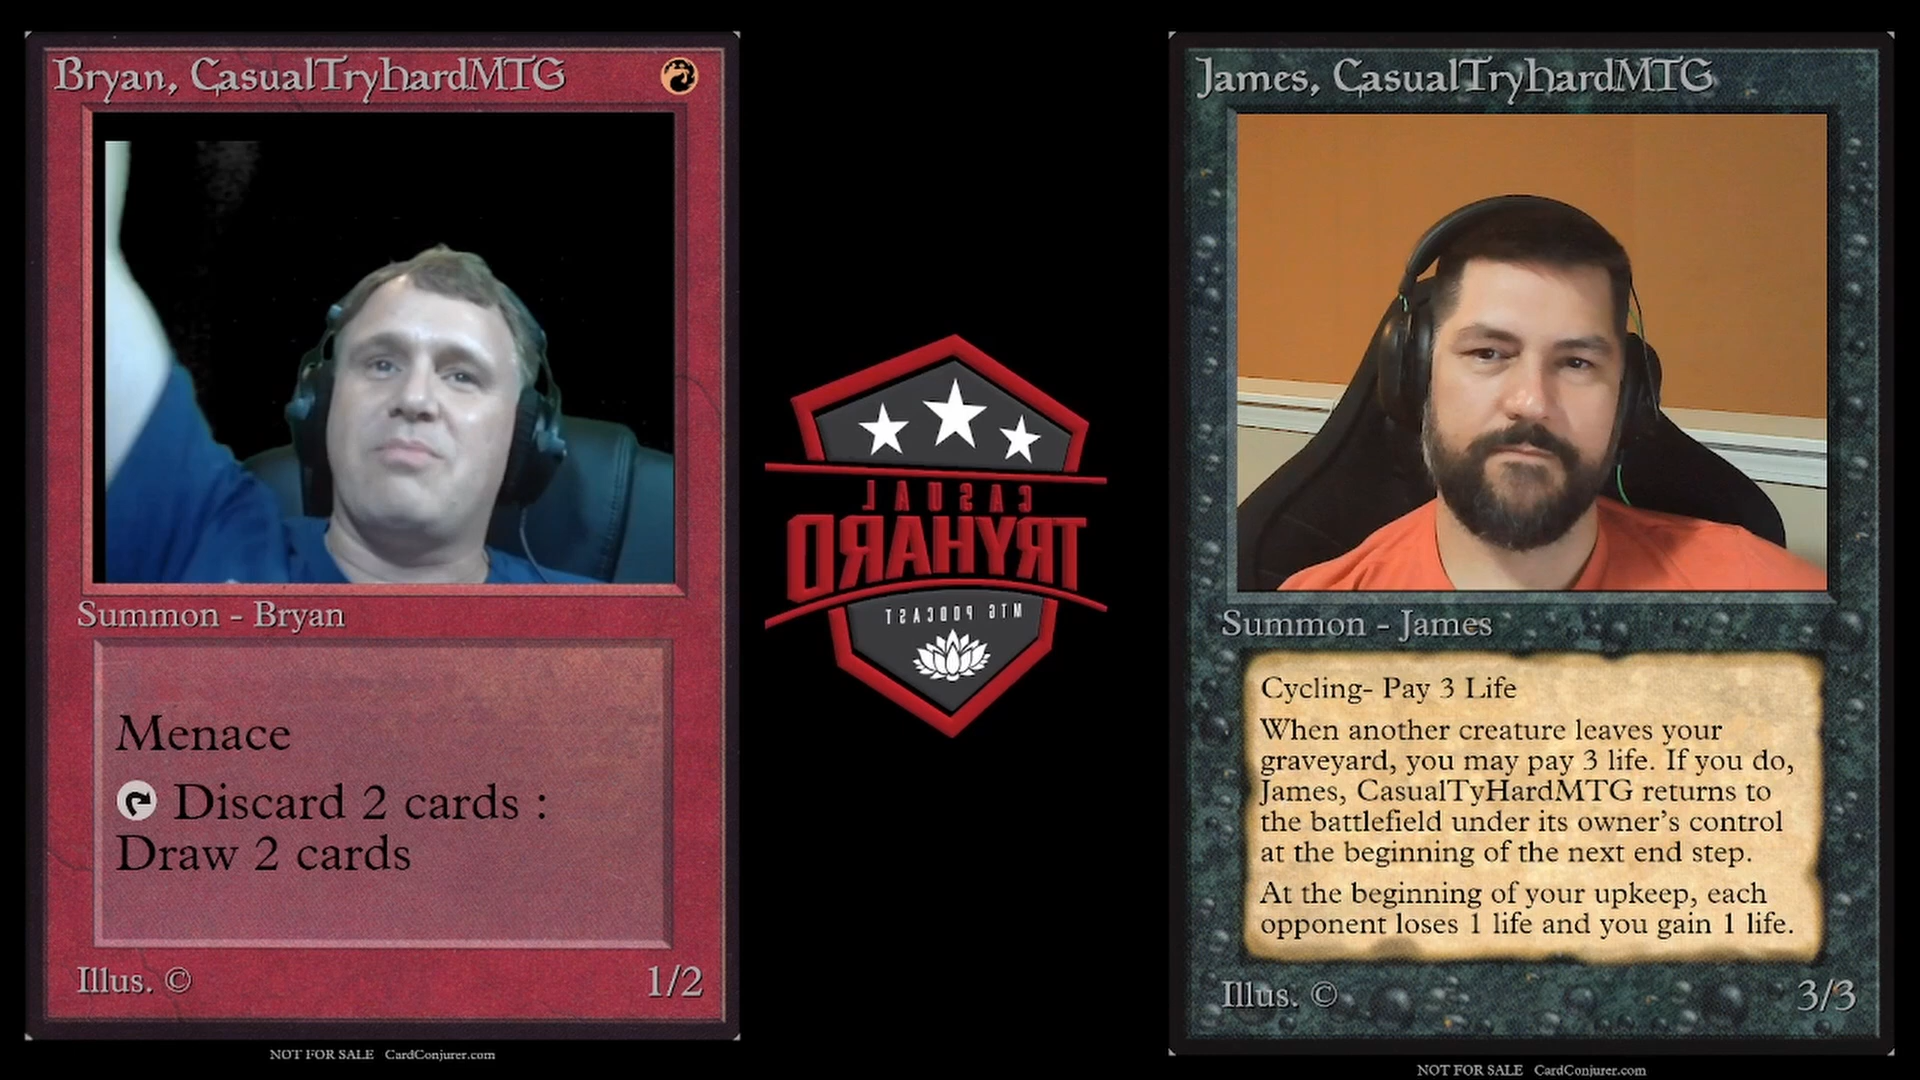 Bryan, CasualTryhardMTG
Summon - Bryan
Menace
Discard 2 cards :
Draw 2 cards
Illus. ©
1/2
NOT FOR SALE CardConjurer.com
CASUAL
TRYHARD
MTG PODCAST
James, CasualTryhardMTG
Summon - James
Cycling- Pay 3 Life
When another creature leaves your
graveyard, you may pay 3 life. If you do,
James, CasualTyHardMTG returns to
the battlefield under its owner's control
at the beginning of the next end step.
At the beginning of your upkeep, each
opponent loses 1 life and you gain 1 life.
Illus. ©
3/3
NOT FOR SALE CardConjurer.com